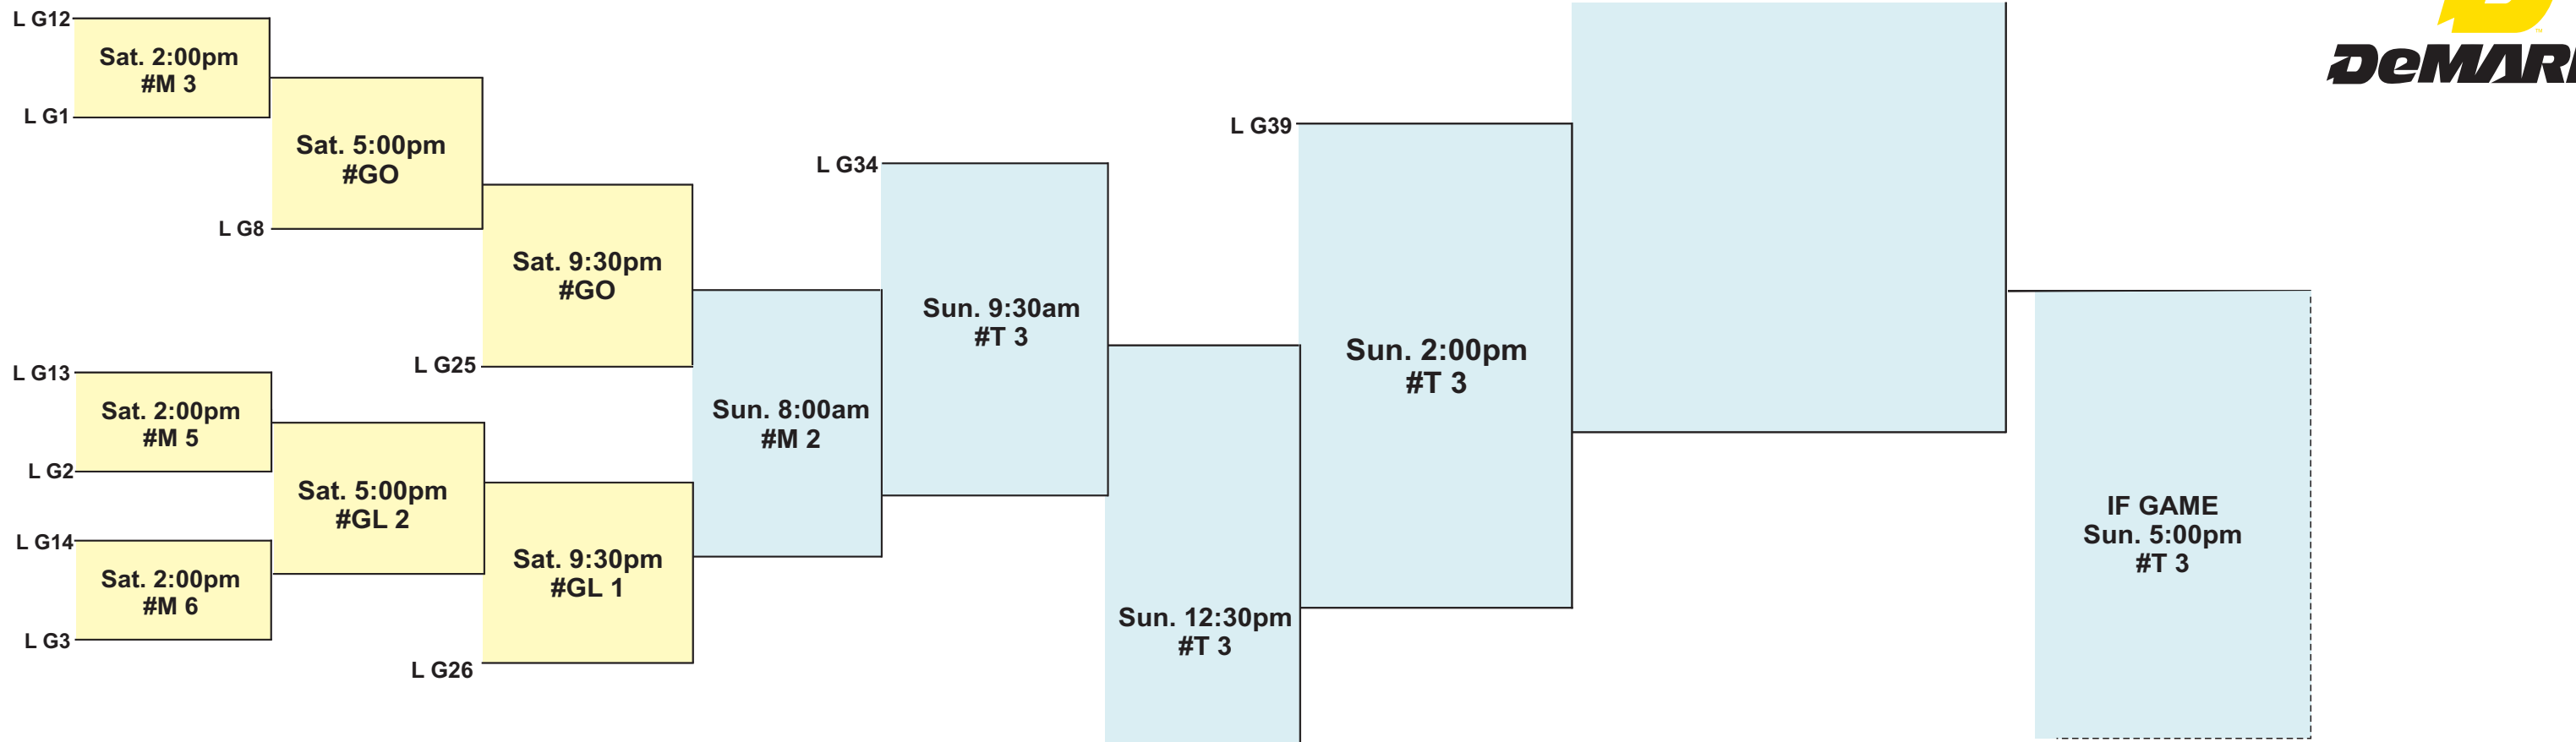 L G12
Sat. 2:00pm
#M 3
L G1
Sat. 5:00pm
#GO
L G8
Sat. 9:30pm
#GO
L G25
L G13
Sat. 2:00pm
#M 5
L G2
Sat. 5:00pm
#GL 2
L G14
Sat. 2:00pm
#M 6
L G3
Sat. 9:30pm
#GL 1
L G26
Sun. 8:00am
#M 2
L G34
Sun. 9:30am
#T 3
Sun. 12:30pm
#T 3
L G39
Sun. 2:00pm
#T 3
IF GAME
Sun. 5:00pm
#T 3
DeMARI